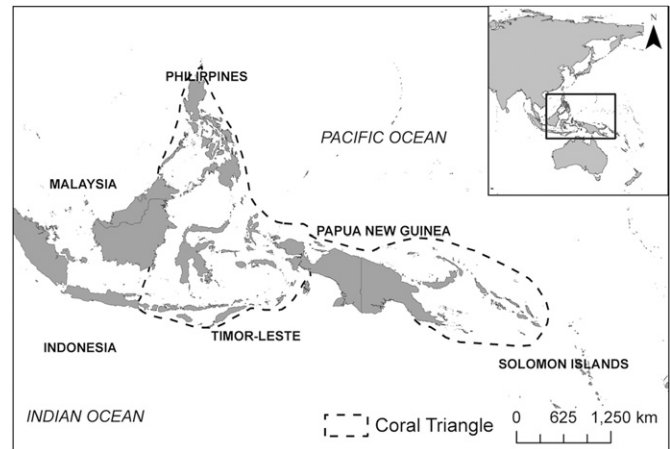 N
PHILIPPINES
PACIFIC OCEAN
MALAYSIA
PAPUA NEW GUINEA
TIMOR-LESTE
INDONESIA
SOLOMON ISLANDS
INDIAN OCEAN
Coral Triangle
0 625 1,250 km